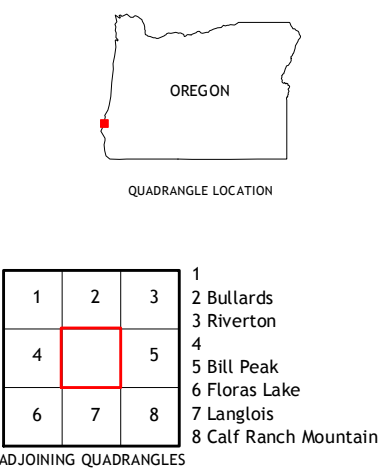 OREGON
QUADRANGLE LOCATION
1 2 3
4 5
6 7 8
1
2 Bullards
3 Riverton
4
5 Bill Peak
6 Floras Lake
7 Langlois
8 Calf Ranch Mountain
ADJOINING QUADRANGLES